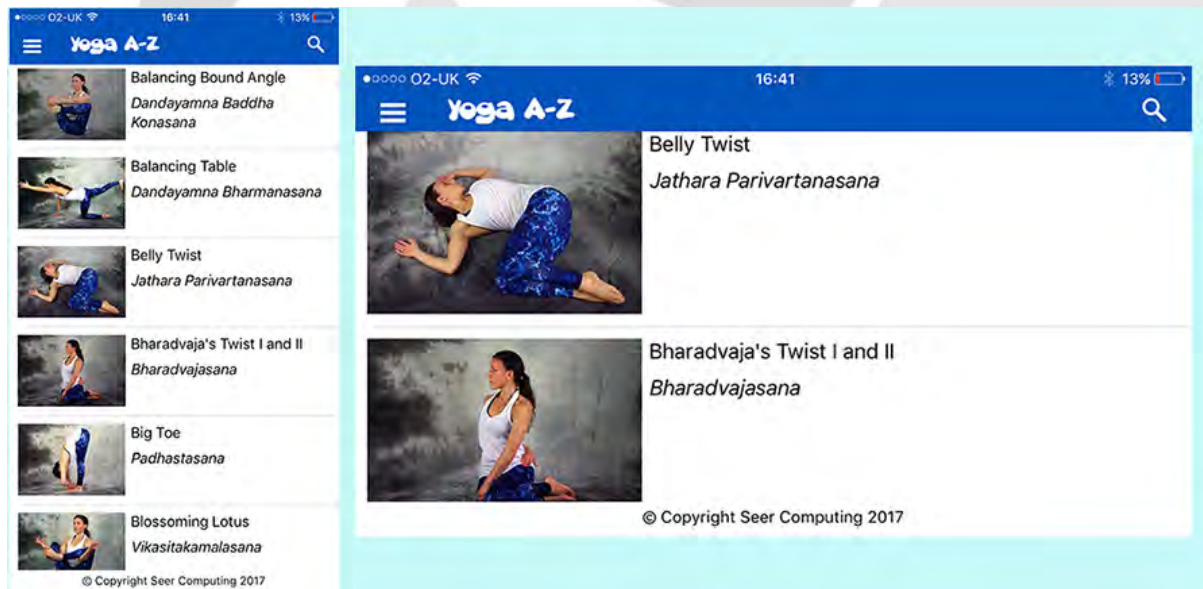 O2-UK 16:41 13%
Yoga A-Z
Balancing Bound Angle
Dandayamna Baddha
Konasana
Balancing Table
Dandayamna Bharmanasana
Belly Twist
Jathara Parivartanasana
Bharadvaja's Twist I and II
Bharadvajasana
Big Toe
Padhastasana
Blossoming Lotus
Vikasitakamalasana
© Copyright Seer Computing 2017
O2-UK 16:41 13%
Yoga A-Z
Belly Twist
Jathara Parivartanasana
Bharadvaja's Twist I and II
Bharadvajasana
© Copyright Seer Computing 2017